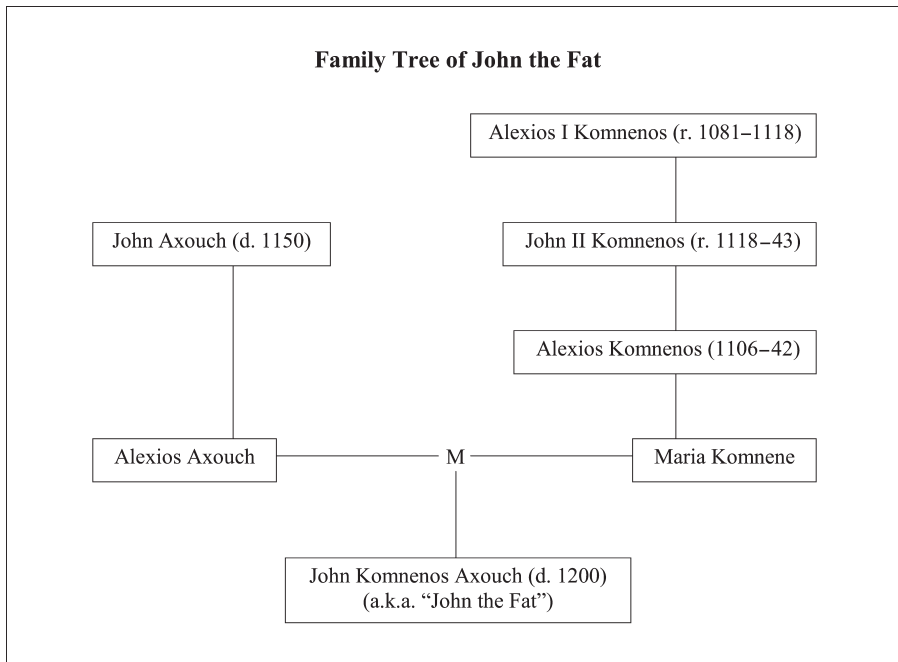 Family Tree of John the Fat
Alexios I Komnenos (r. 1081–1118)
John Axouch (d. 1150)
John II Komnenos (r. 1118–43)
Alexios Komnenos (1106–42)
Alexios Axouch
M
Maria Komnene
John Komnenos Axouch (d. 1200)
(a.k.a. “John the Fat”)